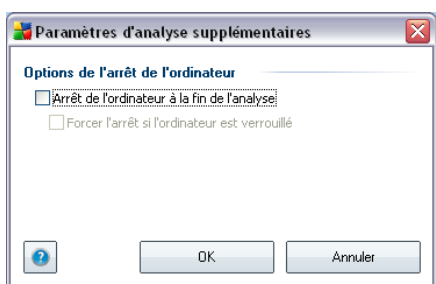 Paramètres d'analyse supplémentaires
Options de l'arrêt de l'ordinateur
Arrêt de l'ordinateur à la fin de l'analyse
Forcer l'arrêt si l'ordinateur est verrouillé
?
OK
Annuler